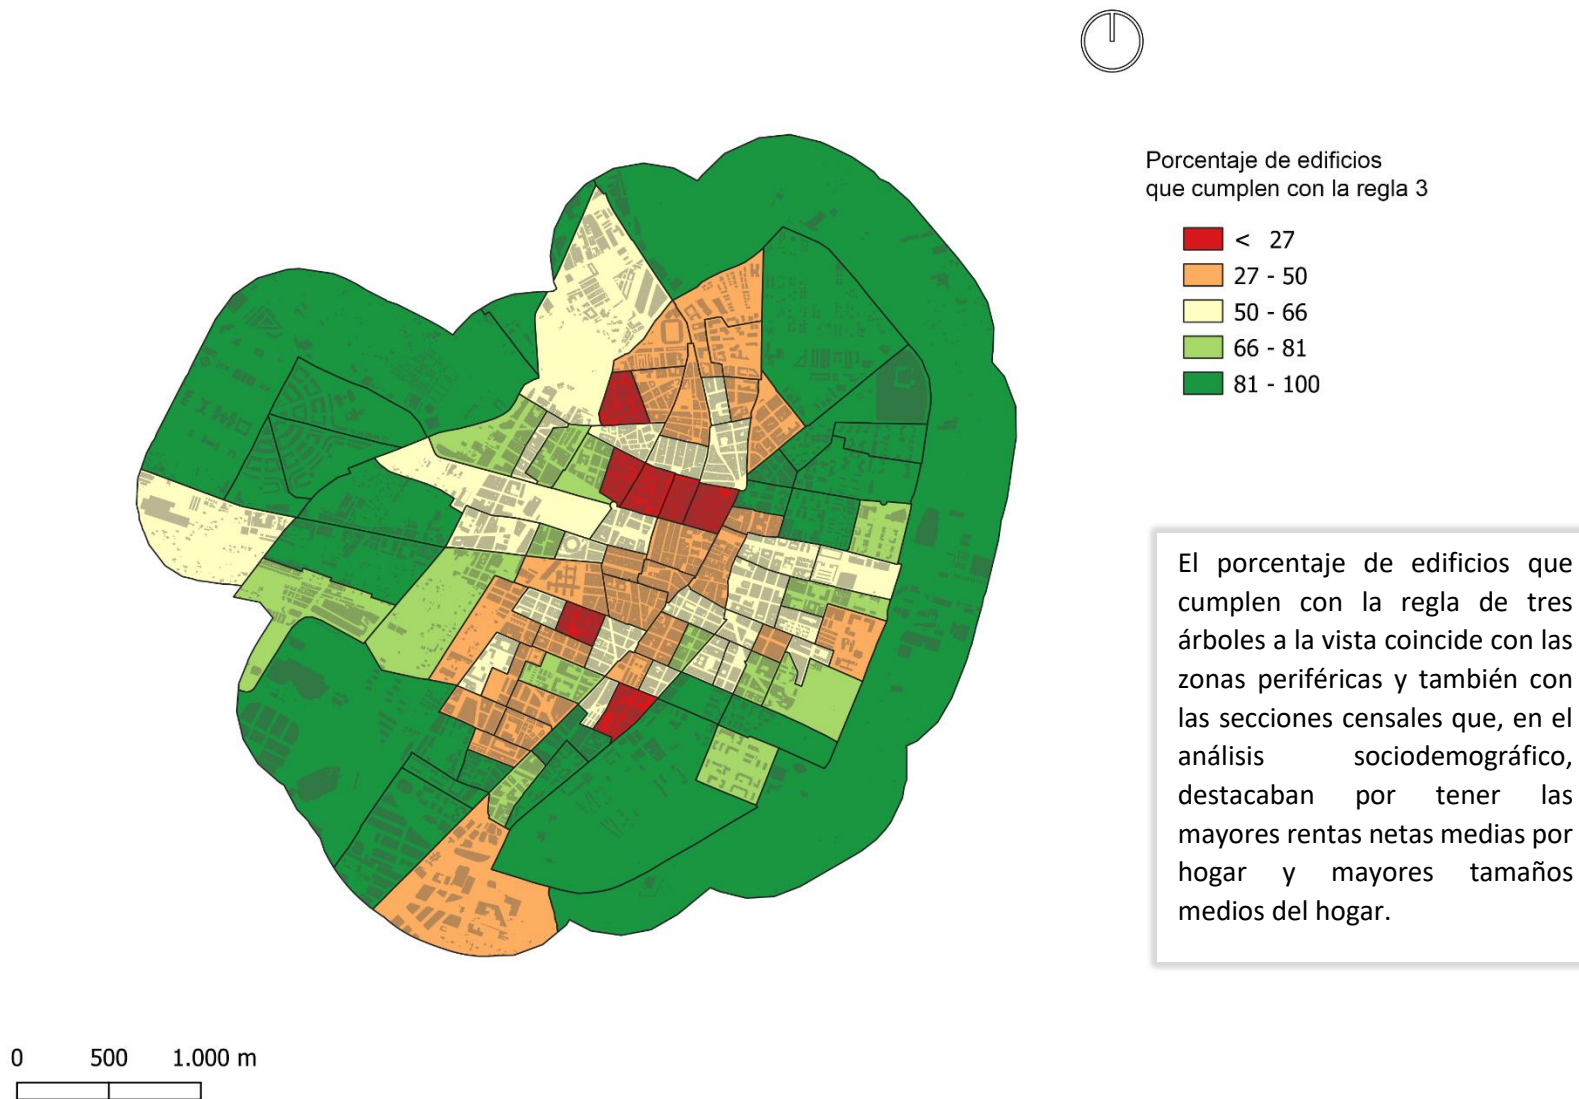 Porcentaje de edificios
que cumplen con la regla 3
< 27
27 - 50
50 - 66
66 - 81
81 - 100
El porcentaje de edificios que
cumplen con la regla de tres
árboles a la vista coincide con las
zonas periféricas y también con
las secciones censales que, en el
análisis sociodemográfico,
destacaban por tener las
mayores rentas netas medias por
hogar y mayores tamaños
medios del hogar.
0 500 1.000 m